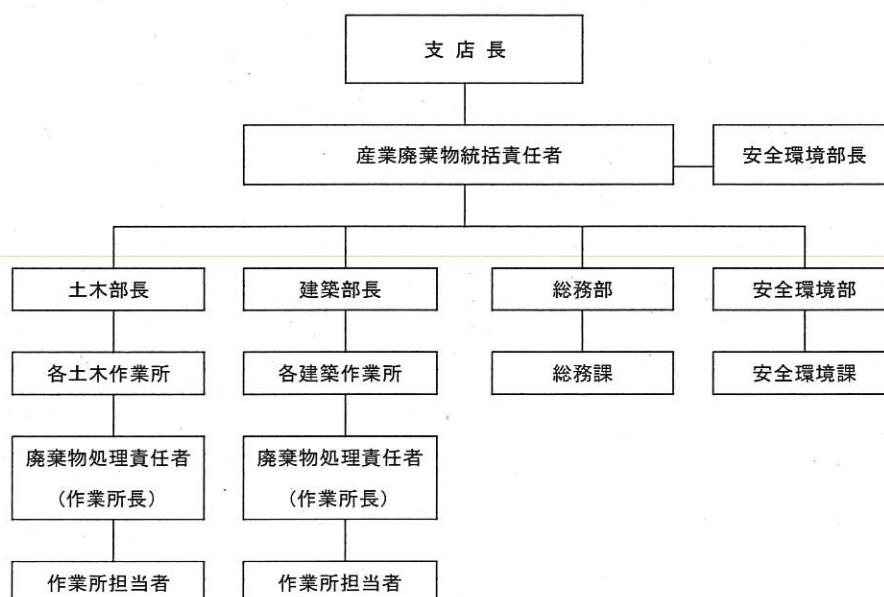 支店長
産業廃棄物統括責任者
安全環境部長
土木部長
建築部長
総務部
安全環境部
各土木作業所
各建築作業所
総務課
安全環境課
廃棄物処理責任者
(作業所長)
廃棄物処理責任者
(作業所長)
作業所担当者
作業所担当者